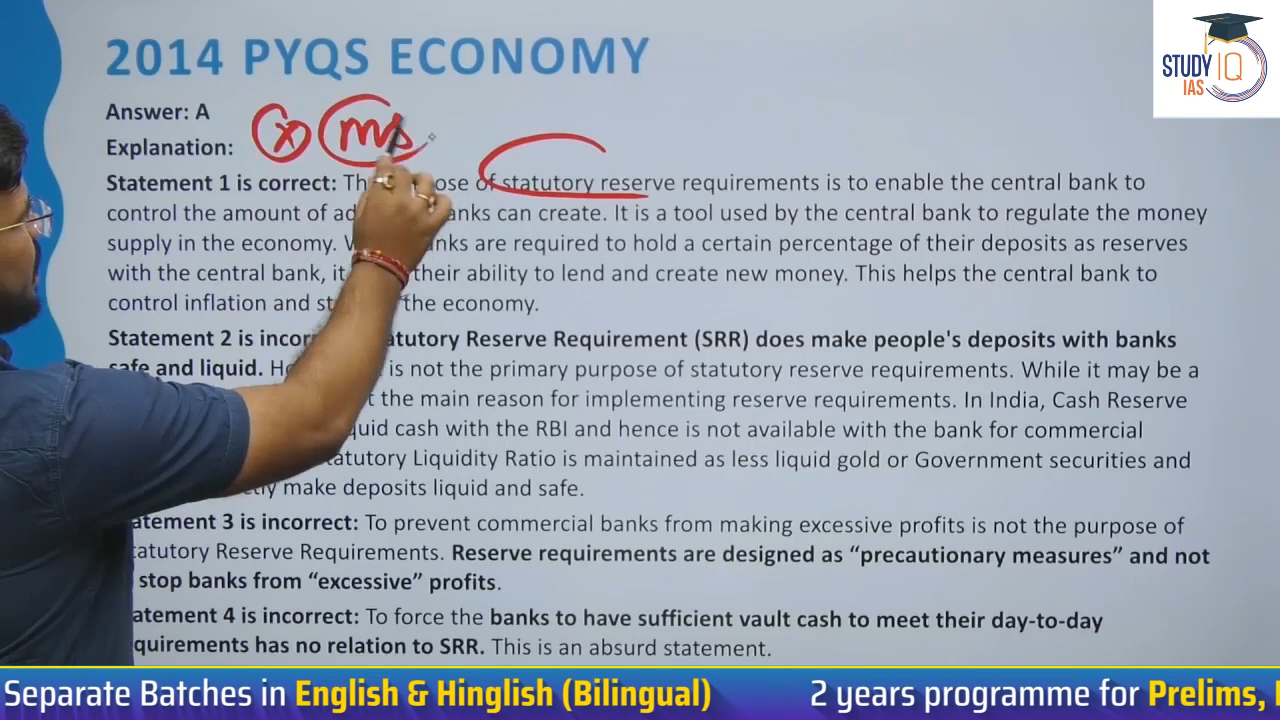 2014 PYQS ECONOMY
STUDY IQ
IAS
Answer: A
Explanation:
X ms
Statement 1 is correct: Th ose of statutory reserve requirements is to enable the central bank to
control the amount of ad anks can create. It is a tool used by the central bank to regulate the money
supply in the economy. W nks are required to hold a certain percentage of their deposits as reserves
with the central bank, it their ability to lend and create new money. This helps the central bank to
control inflation and st the economy.
Statement 2 is incor atutory Reserve Requirement (SRR) does make people's deposits with banks
safe and liquid. Ho is not the primary purpose of statutory reserve requirements. While it may be a
t the main reason for implementing reserve requirements. In India, Cash Reserve
quid cash with the RBI and hence is not available with the bank for commercial
tatutory Liquidity Ratio is maintained as less liquid gold or Government securities and
tly make deposits liquid and safe.
atement 3 is incorrect: To prevent commercial banks from making excessive profits is not the purpose of
tatutory Reserve Requirements. Reserve requirements are designed as “precautionary measures” and not
stop banks from “excessive” profits.
atement 4 is incorrect: To force the banks to have sufficient vault cash to meet their day-to-day
quirements has no relation to SRR. This is an absurd statement.
Separate Batches in English & Hinglish (Bilingual) 2 years programme for Prelims,